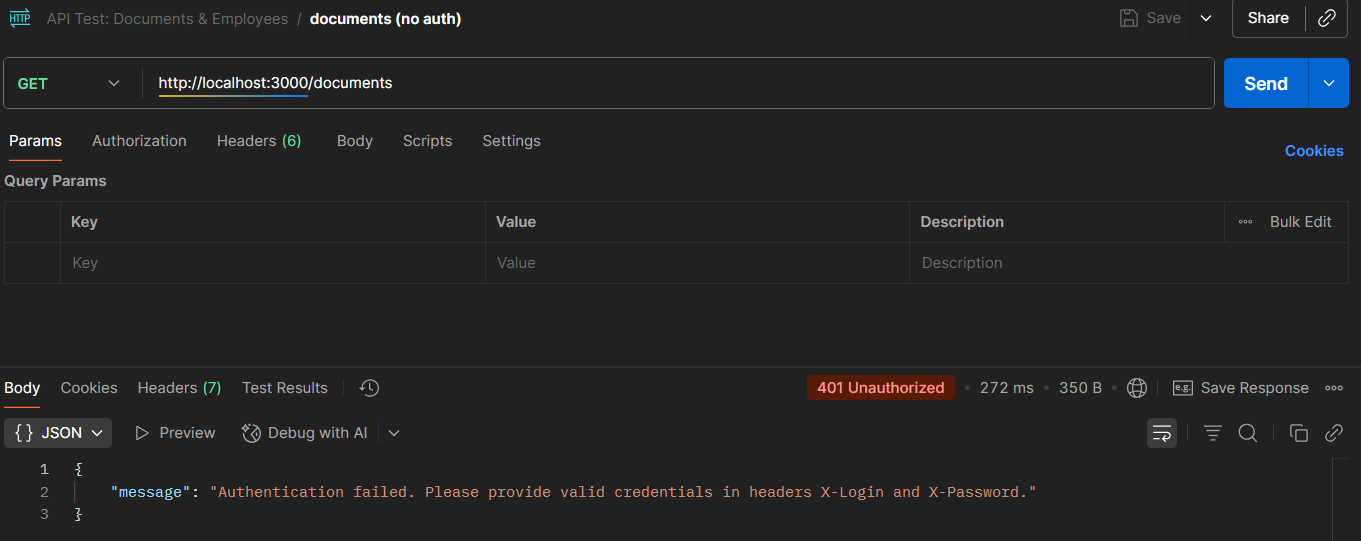 HTTP API Test: Documents & Employees / documents (no auth) Save Share
GET http://localhost:3000/documents Send
Params Authorization Headers (6) Body Scripts Settings Cookies
Query Params
Key Value Description Bulk Edit
Key Value Description
Body Cookies Headers (7) Test Results 401 Unauthorized • 272 ms • 350 B • e.g. Save Response
{} JSON Preview Debug with AI
1 {
2 "message": "Authentication failed. Please provide valid credentials in headers X-Login and X-Password."
3 }